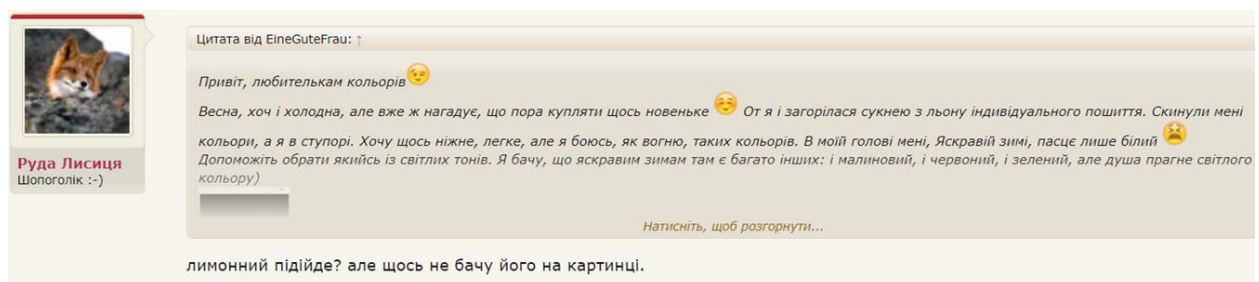 Цитата від EineGuteFrau: ↑
Привіт, любителькам кольорів
Весна, хоч і холодна, але вже ж нагадує, що пора купляти щось новеньке От я і загорілася сукнею з льону індивідуального пошиття. Скинули мені
кольори, а я в ступорі. Хочу щось ніжне, легке, але я боюсь, як вогню, таких кольорів. В моїй голові мені, Яскравій зимі, пасує лише білий
Допоможіть обрати якийсь із світлих тонів. Я бачу, що яскравим зимам там є багато інших: і малиновий, і червоний, і зелений, але душа прагне світлого
кольору)
Натисніть, щоб розгорнути...
Руда Лисиця
Шопоголік :-)
лимонний підійде? але щось не бачу його на картинці.